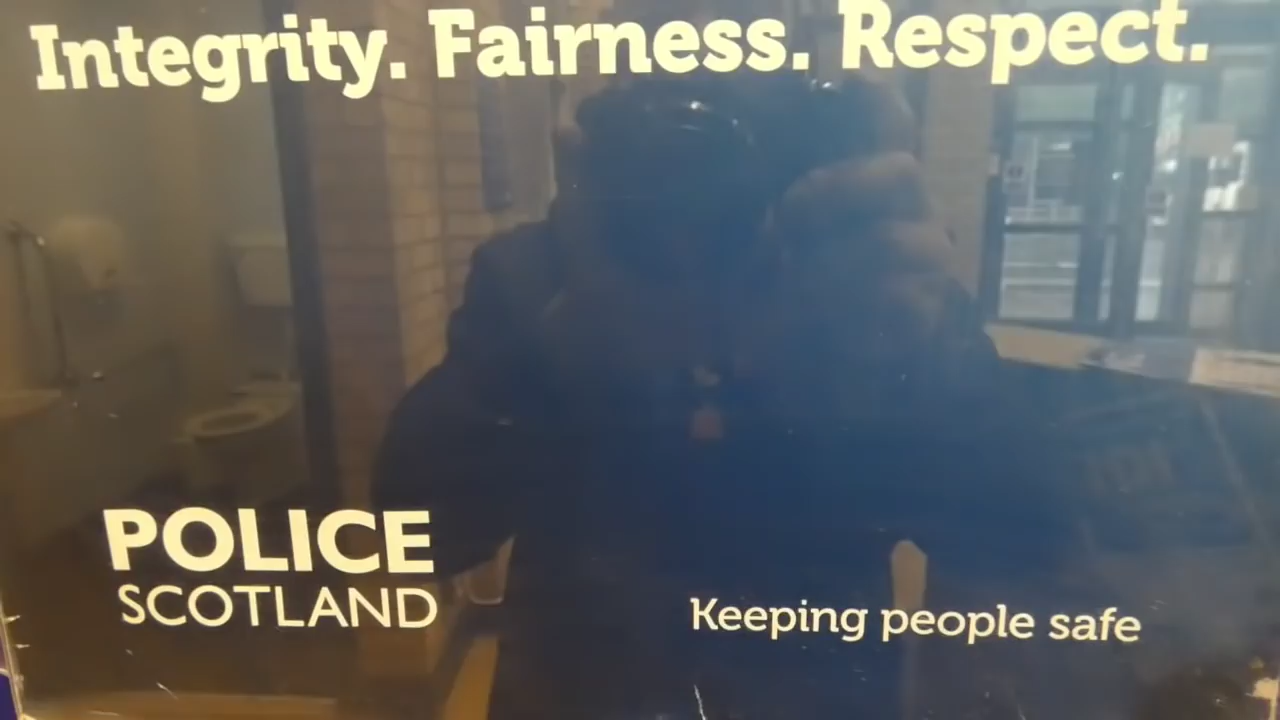 Integrity. Fairness. Respect.
POLICE
SCOTLAND
Keeping people safe